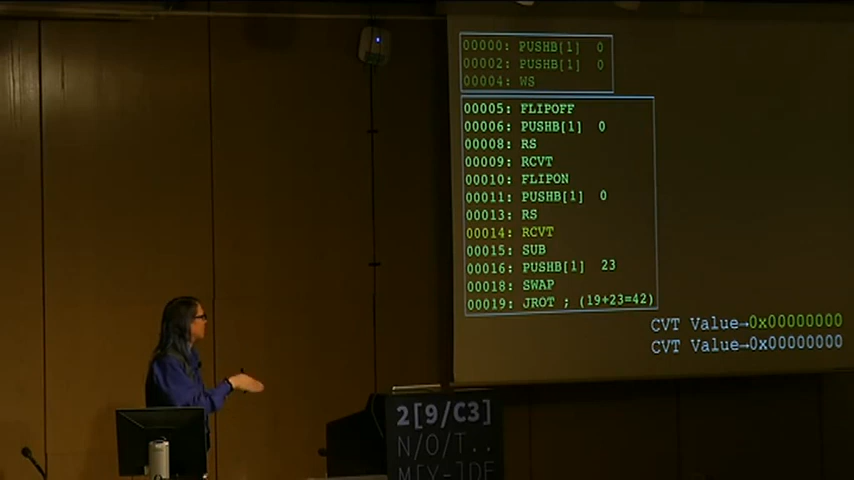 00000: PUSHB[1] 0
00002: PUSHB[1] 0
00004: WS
00005: FLIPOFF
00006: PUSHB[1] 0
00008: RS
00009: RCVT
00010: FLIPON
00011: PUSHB[1] 0
00013: RS
00014: RCVT
00015: SUB
00016: PUSHB[1] 23
00018: SWAP
00019: JROT ; (19+23=42)
CVT Value→0x00000000
CVT Value→0x00000000
2[9/C3]
N/O/T..
M[Y-]DE